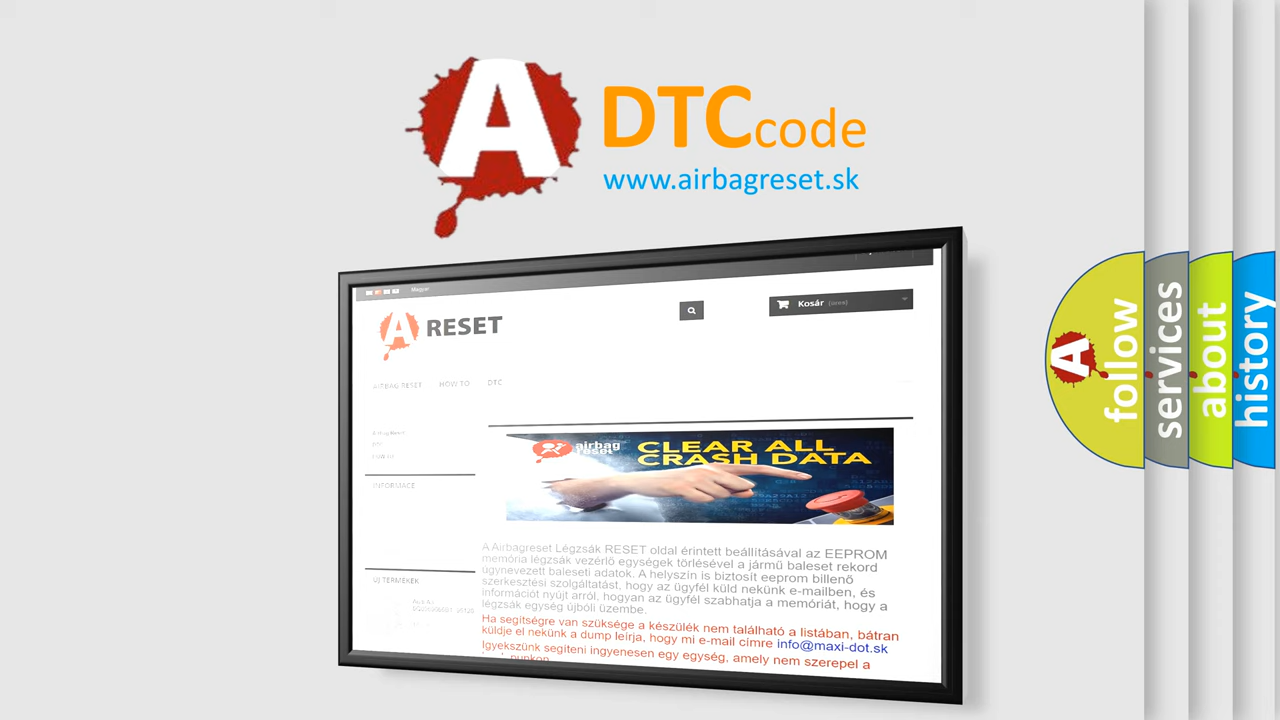 A DTCcode
www.airbagreset.sk
Magyar
A RESET
Kosár (üres)
AIRBAG RESET HOW TO DTC
INFORMACE
airbag
reset
CLEAR ALL
CRASH DATA
A Airbagreset Légzsák RESET oldal érintett beállításával az EEPROM
memória légzsák vezérlő egységek törlésével a jármű baleset rekord
úgynevezett baleseti adatok. A helyszín is biztosít eeprom billenő
szerkesztési szolgáltatást, hogy az ügyfél küld nekünk e-mailben, és
információt nyújt arról, hogyan az ügyfél szabhatja a memóriát, hogy a
légzsák egység újbóli üzembe.
Ha segítségre van szüksége a készülék nem található a listában, bátran
küldje el nekünk a dump leírja, hogy mi e-mail címre info@maxi-dot.sk
Igyekszünk segíteni ingyenesen egy egység, amely nem szerepel a
ÚJ TERMÉKEK
A
follow
services
about
history